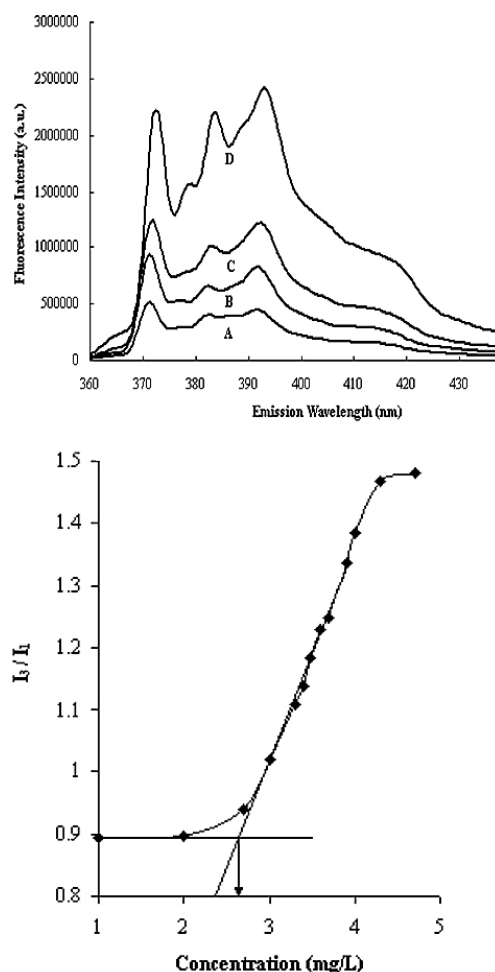 Fluorescence Intensity (a.u.)
3000000
2500000
2000000
1500000
1000000
500000
0
D
C
B
A
360 370 380 390 400 410 420 430
Emission Wavelength (nm)
I3 / I1
1.5
1.4
1.3
1.2
1.1
1
0.9
0.8
1 2 3 4 5
Concentration (mg/L)